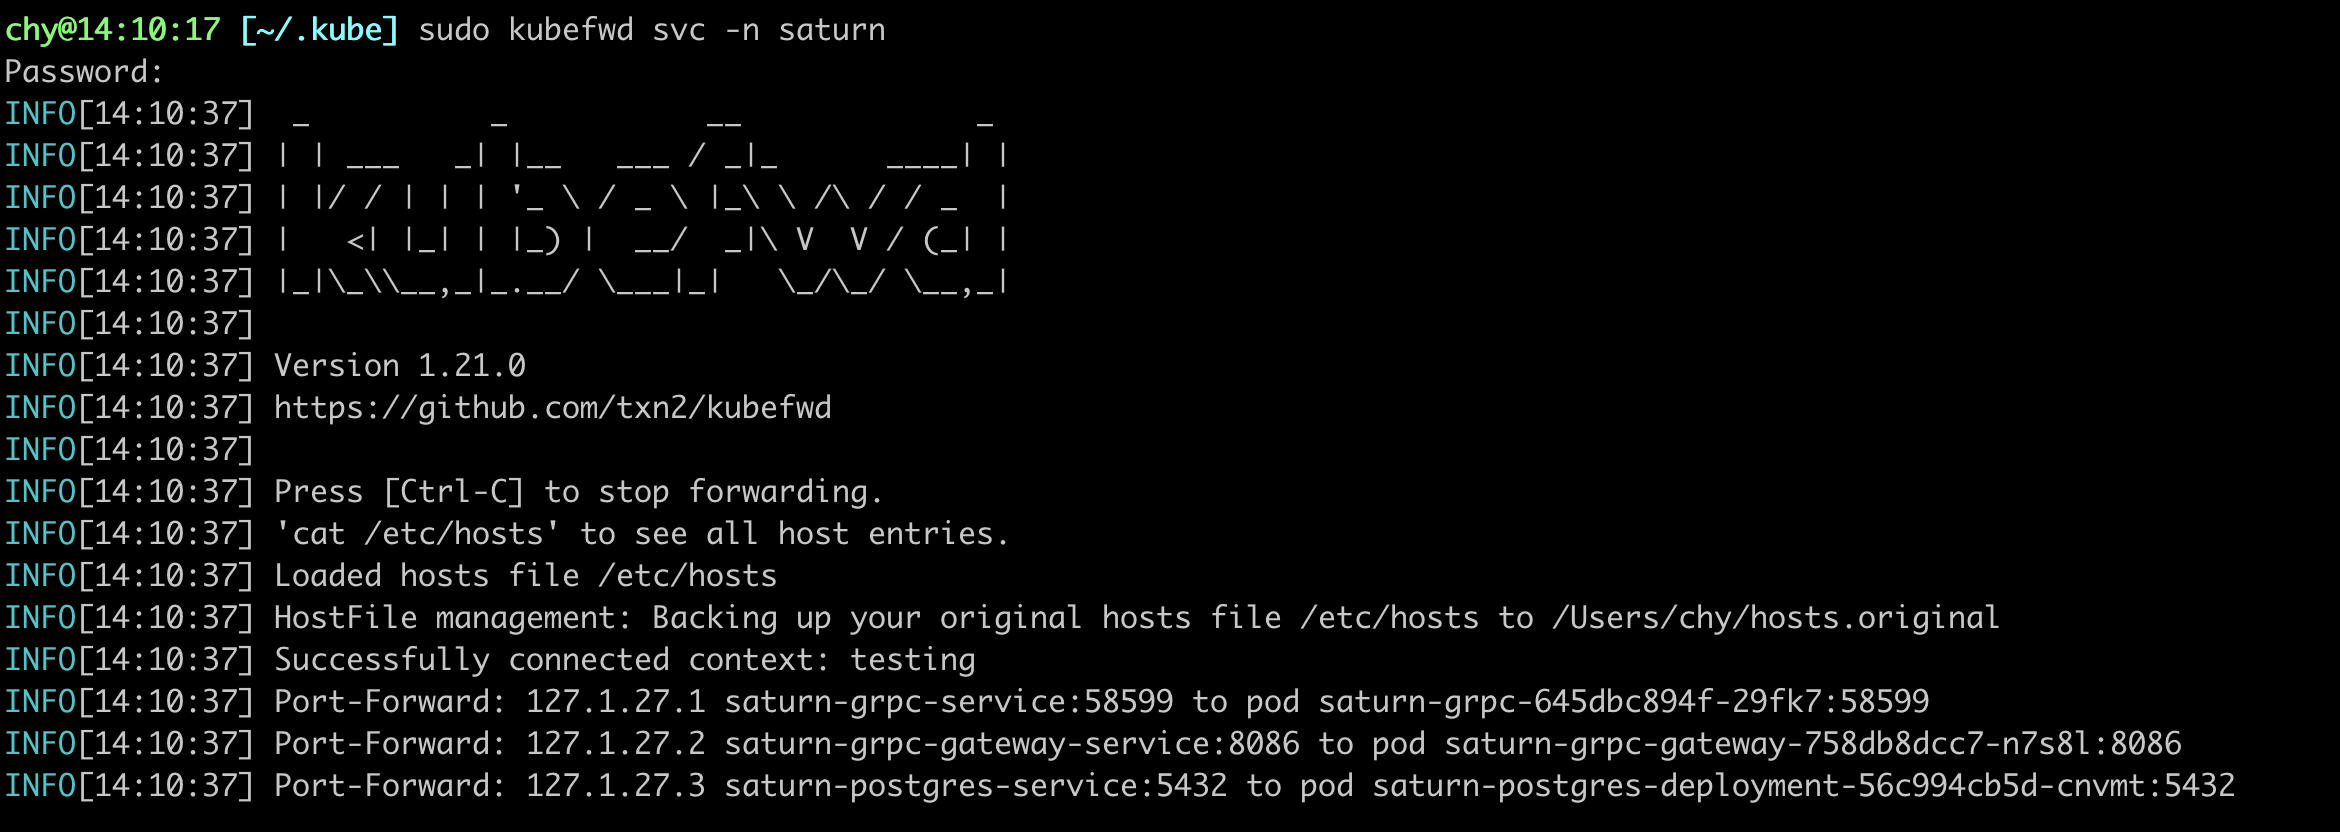 chy@14:10:17 [~/.kube] sudo kubefwd svc -n saturn
Password:
INFO[14:10:37]  _          _           __             _
INFO[14:10:37] | | ___   _| |__   ___ / _|_      ____| |
INFO[14:10:37] | |/ / | | | '_ \ / _ \ |_\ \ /\ / / _  |
INFO[14:10:37] |   <| |_| | |_) |  __/  _|\ V  V / (_| |
INFO[14:10:37] |_|\_\\__,_|_.__/ \___|_|   \_/\_/ \__,_|
INFO[14:10:37]
INFO[14:10:37] Version 1.21.0
INFO[14:10:37] https://github.com/txn2/kubefwd
INFO[14:10:37]
INFO[14:10:37] Press [Ctrl-C] to stop forwarding.
INFO[14:10:37] 'cat /etc/hosts' to see all host entries.
INFO[14:10:37] Loaded hosts file /etc/hosts
INFO[14:10:37] HostFile management: Backing up your original hosts file /etc/hosts to /Users/chy/hosts.original
INFO[14:10:37] Successfully connected context: testing
INFO[14:10:37] Port-Forward: 127.1.27.1 saturn-grpc-service:58599 to pod saturn-grpc-645dbc894f-29fk7:58599
INFO[14:10:37] Port-Forward: 127.1.27.2 saturn-grpc-gateway-service:8086 to pod saturn-grpc-gateway-758db8dcc7-n7s8l:8086
INFO[14:10:37] Port-Forward: 127.1.27.3 saturn-postgres-service:5432 to pod saturn-postgres-deployment-56c994cb5d-cnvmt:5432